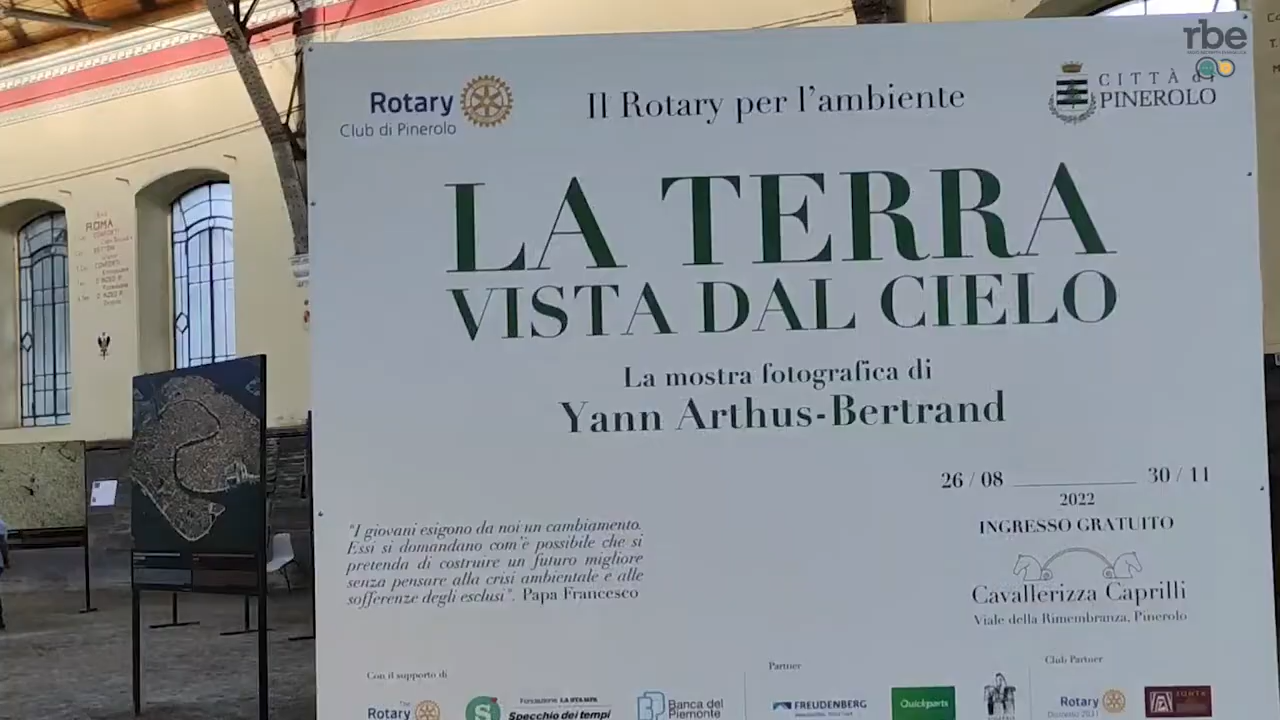 rbe
Rotary
Club di Pinerolo
Il Rotary per l'ambiente
CITTÀ di
PINEROLO
LA TERRA
VISTA DAL CIELO
La mostra fotografica di
Yann Arthus-Bertrand
26 / 08 30 / 11
2022
INGRESSO GRATUITO
Cavallerizza Caprilli
Viale della Rimembranza, Pinerolo
"I giovani esigono da noi un cambiamento.
Essi si domandano com'è possibile che si
pretenda di costruire un futuro migliore
senza pensare alla crisi ambientale e alle
sofferenze degli esclusi". Papa Francesco
Con il supporto di
Partner
Club Partner
Rotary
S
Fondazione LA STAMPA
Specchio dei tempi
Banca del
Piemonte
FREUDENBERG
Quickparts
Rotary
ROMA